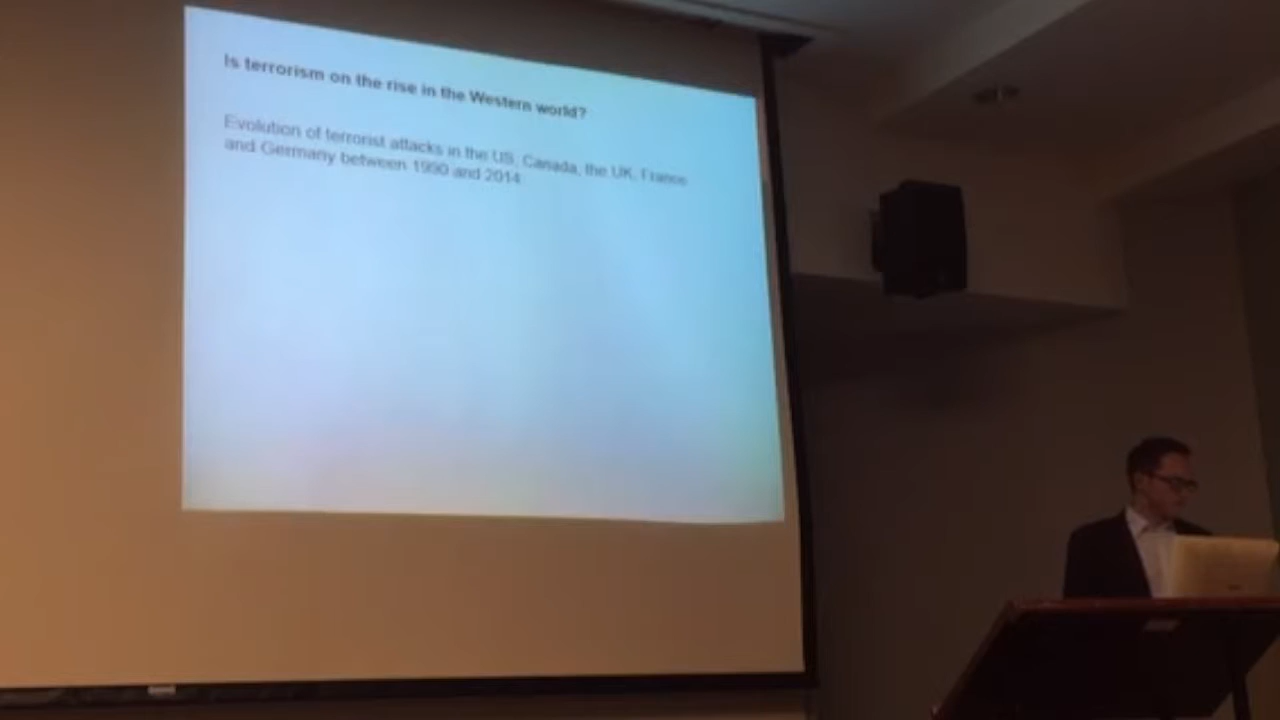 Is terrorism on the rise in the Western world?
Evolution of terrorist attacks in the US, Canada, the UK, France
and Germany between 1990 and 2014